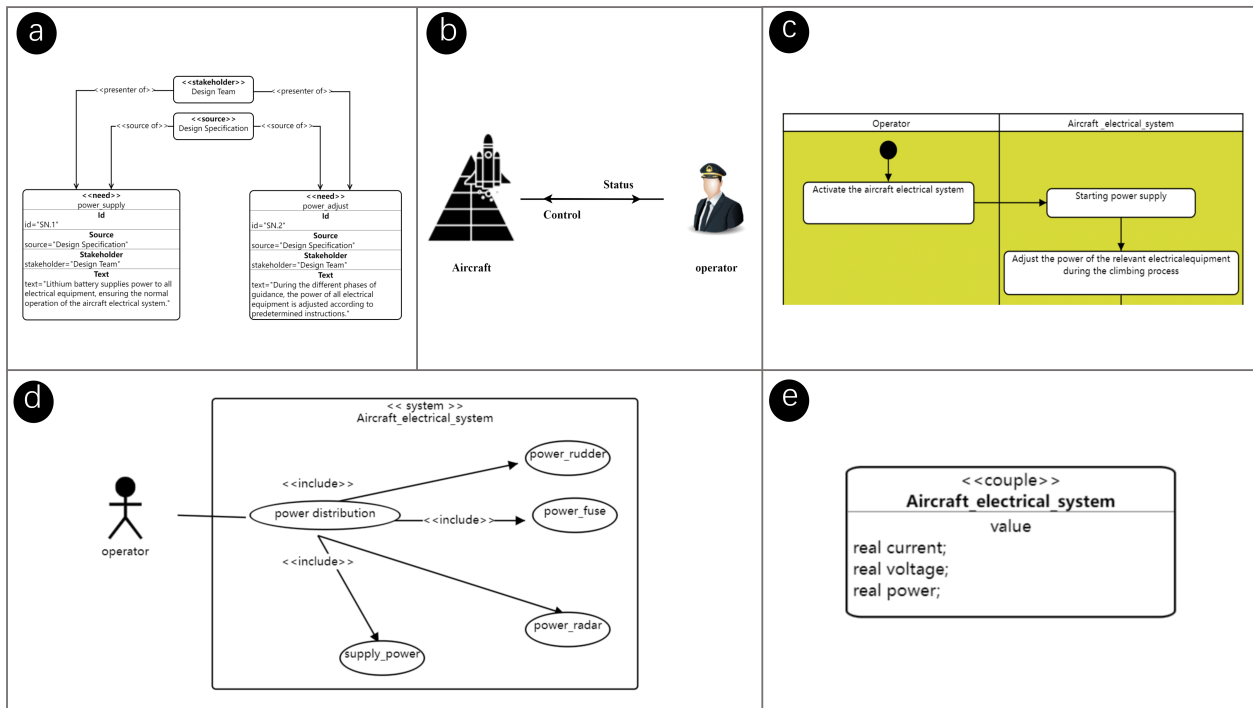 a
<<stakeholder>>
Design Team
<<presenter of>>
<<presenter of>>
<<source>>
Design Specification
<<source of>>
<<source of>>
<<need>>
power_supply
Id
id="SN.1"
Source
source="Design Specification"
Stakeholder
stakeholder="Design Team"
Text
text="Lithium battery supplies power to all
electrical equipment, ensuring the normal
operation of the aircraft electrical system."
<<need>>
power_adjust
Id
id="SN.2"
Source
source="Design Specification"
Stakeholder
stakeholder="Design Team"
Text
text="During the different phases of
guidance, the power of all electrical
equipment is adjusted according to
predetermined instructions."
b
Status
Control
Aircraft
operator
c
Operator
Aircraft_electrical_system
Activate the aircraft electrical system
Starting power supply
Adjust the power of the relevant electricalequipment
during the climbing process
d
<< system >>
Aircraft_electrical_system
operator
power distribution
<<include>>
<<include>>
<<include>>
power_rudder
power_fuse
power_radar
supply_power
e
<<couple>>
Aircraft_electrical_system
value
real current;
real voltage;
real power;